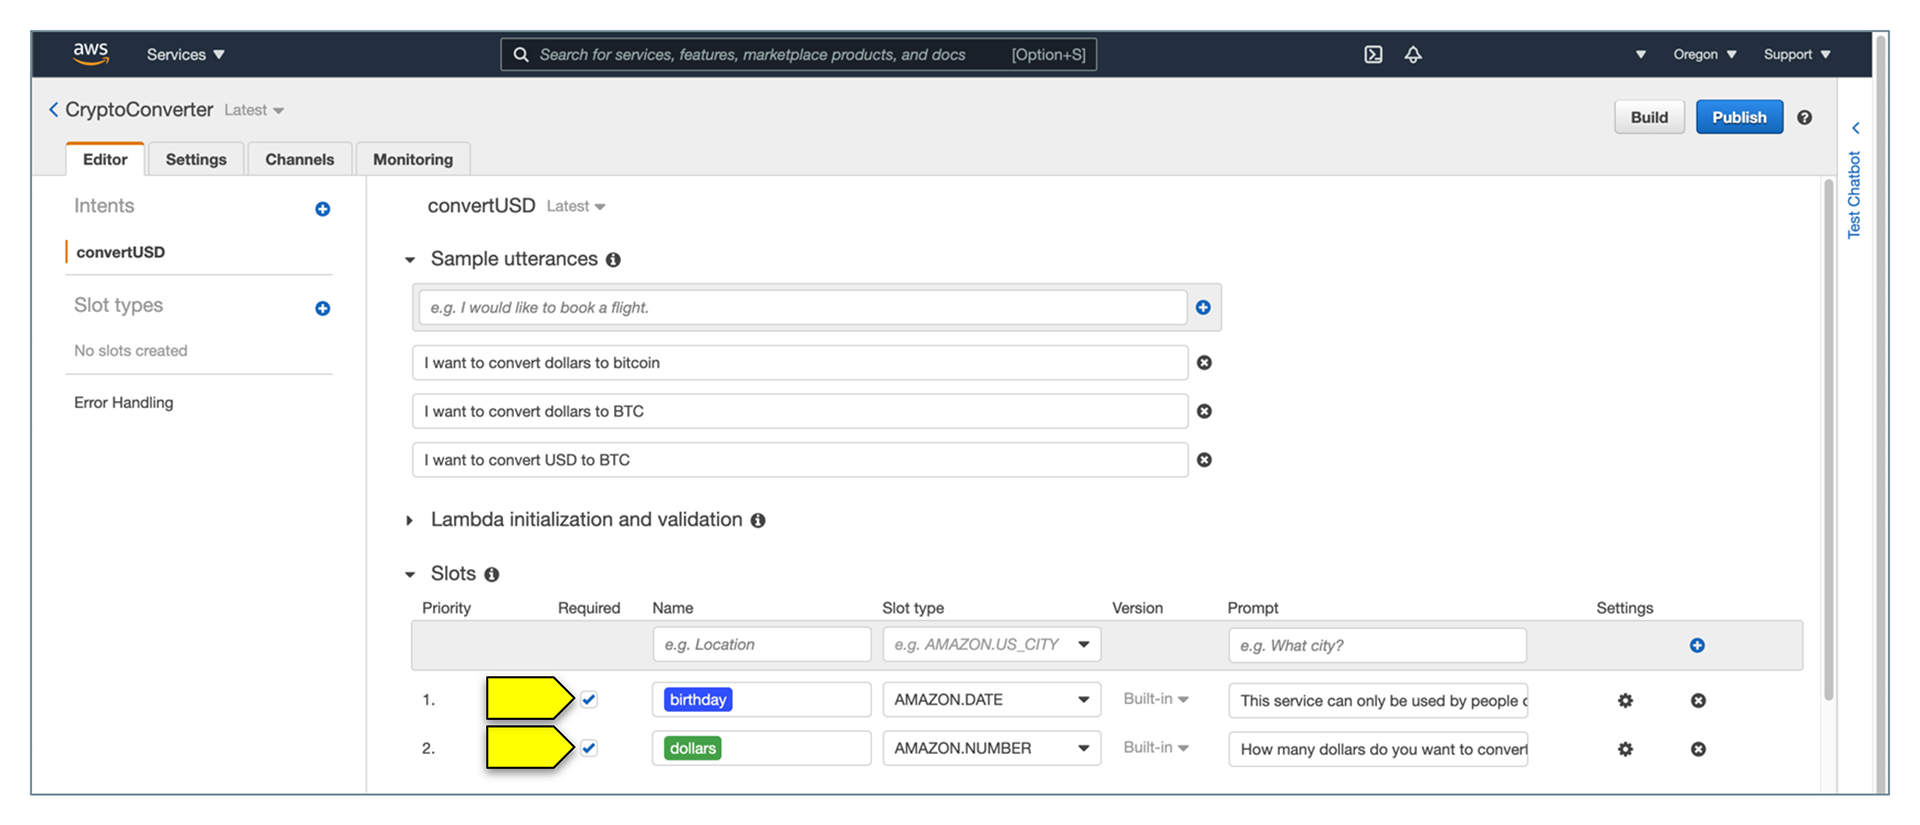 aws Services Search for services, features, marketplace products, and docs [Option+S] Oregon Support
CryptoConverter Latest
Build Publish
Editor Settings Channels Monitoring
Test Chatbot
Intents
convertUSD
Slot types
No slots created
Error Handling
convertUSD Latest
Sample utterances
e.g. I would like to book a flight.
I want to convert dollars to bitcoin
I want to convert dollars to BTC
I want to convert USD to BTC
Lambda initialization and validation
Slots
Priority Required Name Slot type Version Prompt Settings
e.g. Location e.g. AMAZON.US_CITY e.g. What city?
1. birthday AMAZON.DATE Built-in This service can only be used by people
2. dollars AMAZON.NUMBER Built-in How many dollars do you want to